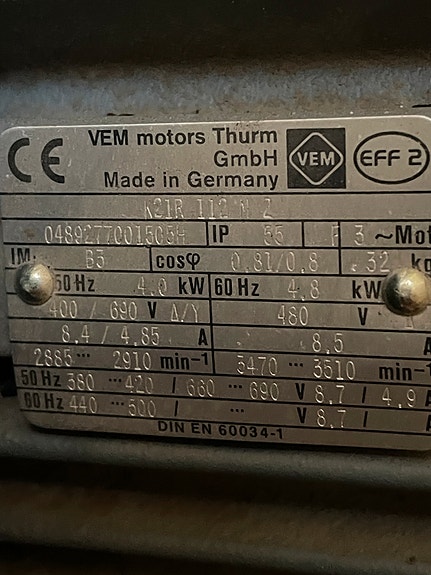 CE VEM motors Thurm GmbH VEM EFF 2
Made in Germany
K21R 112 M 2
0489277001505H IP 55 F 3 ~Mot
IM B3 cosφ 0,81/0,8 32 kg
50 Hz 4,0 kW 60 Hz 4,8 kW
400 / 690 V Δ/Y 480 V
8,4 / 4,85 A 8,5 A
2885 ··· 2910 min-1 3470 ··· 3510 min-1
50 Hz 380 ··· 420 / 660 ··· 690 V 8,7 / 4,9 A
60 Hz 440 ··· 500 / ··· V 8,7 / A
DIN EN 60034-1